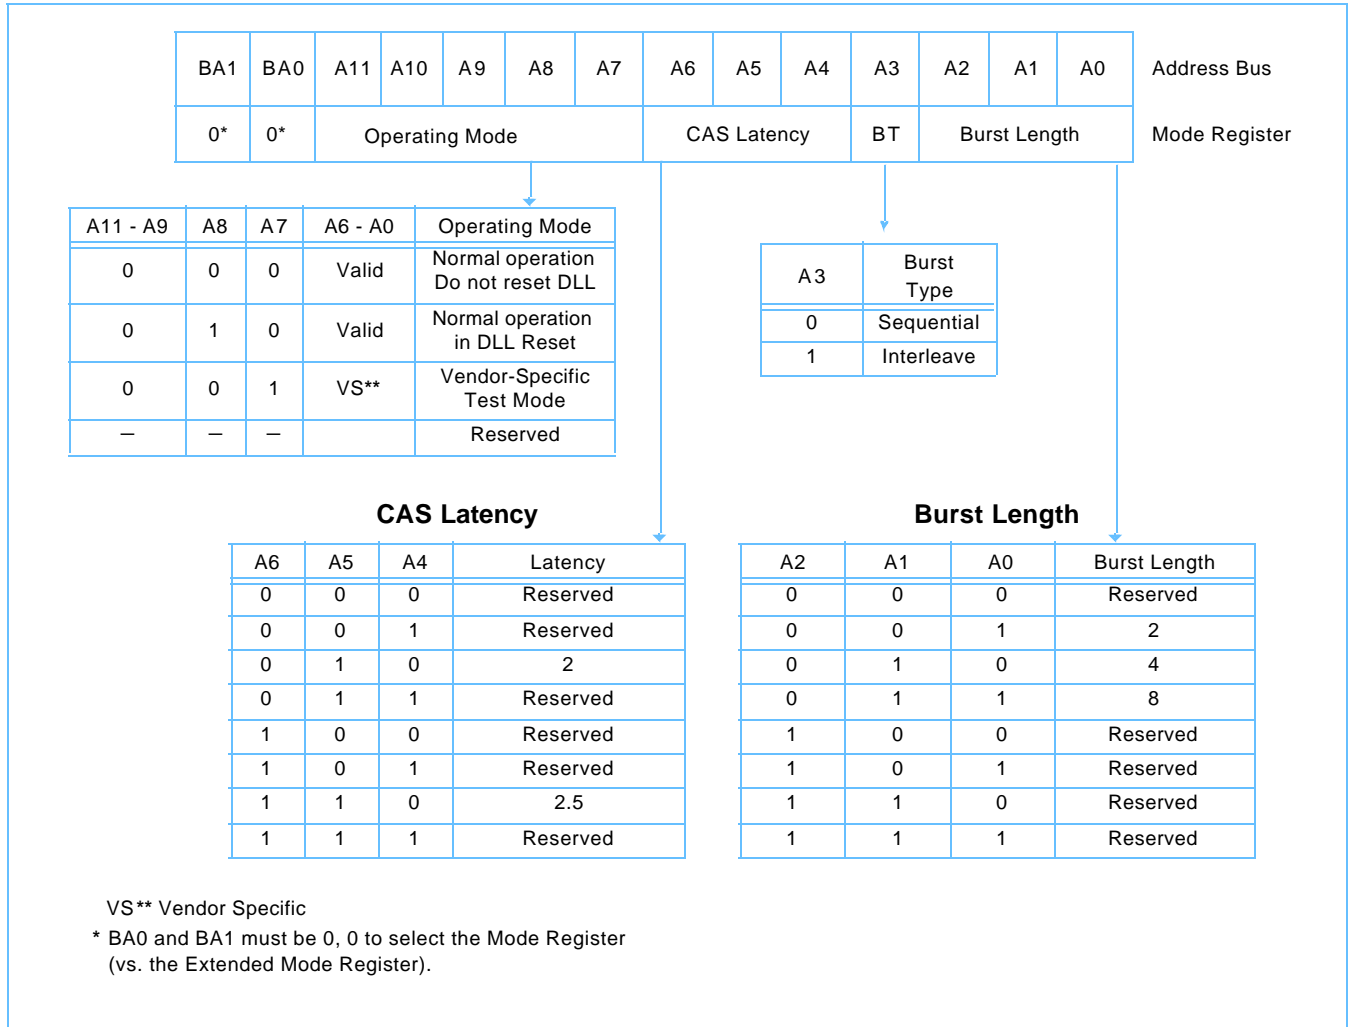 BA1 BA0 A11 A10 A9 A8 A7 A6 A5 A4 A3 A2 A1 A0 Address Bus
0* 0* Operating Mode CAS Latency BT Burst Length Mode Register
A11 - A9 A8 A7 A6 - A0 Operating Mode
0 0 0 Valid Normal operation
Do not reset DLL
0 1 0 Valid Normal operation
in DLL Reset
0 0 1 VS** Vendor-Specific
Test Mode
– – – Reserved
A3 Burst
Type
0 Sequential
1 Interleave
CAS Latency
A6 A5 A4 Latency
0 0 0 Reserved
0 0 1 Reserved
0 1 0 2
0 1 1 Reserved
1 0 0 Reserved
1 0 1 Reserved
1 1 0 2.5
1 1 1 Reserved
Burst Length
A2 A1 A0 Burst Length
0 0 0 Reserved
0 0 1 2
0 1 0 4
0 1 1 8
1 0 0 Reserved
1 0 1 Reserved
1 1 0 Reserved
1 1 1 Reserved
VS** Vendor Specific
* BA0 and BA1 must be 0, 0 to select the Mode Register
(vs. the Extended Mode Register).